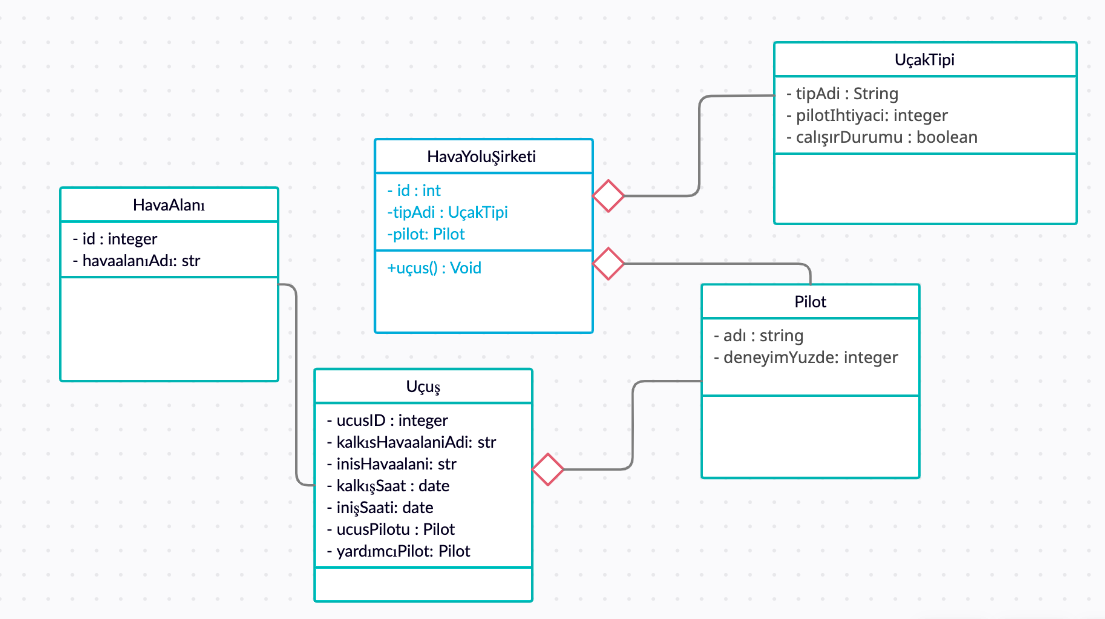 UçakTipi
- tipAdi : String
- pilotIhtiyaci: integer
- calışırDurumu : boolean
HavaYoluŞirketi
- id : int
-tipAdi : UçakTipi
-pilot: Pilot
+uçus() : Void
HavaAlanı
- id : integer
- havaalanıAdı: str
Pilot
- adı : string
- deneyimYuzde: integer
Uçuş
- ucusID : integer
- kalkısHavaalaniAdi: str
- inisHavaalani: str
- kalkışSaat : date
- inişSaati: date
- ucusPilotu : Pilot
- yardımcıPilot: Pilot